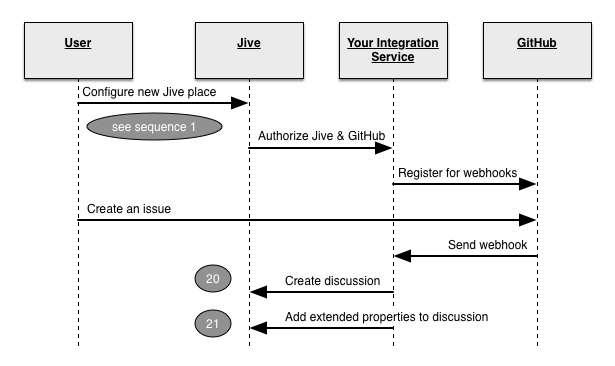 User
Jive
Your Integration
Service
GitHub
Configure new Jive place
see sequence 1
Authorize Jive & GitHub
Register for webhooks
Create an issue
Send webhook
20
Create discussion
21
Add extended properties to discussion